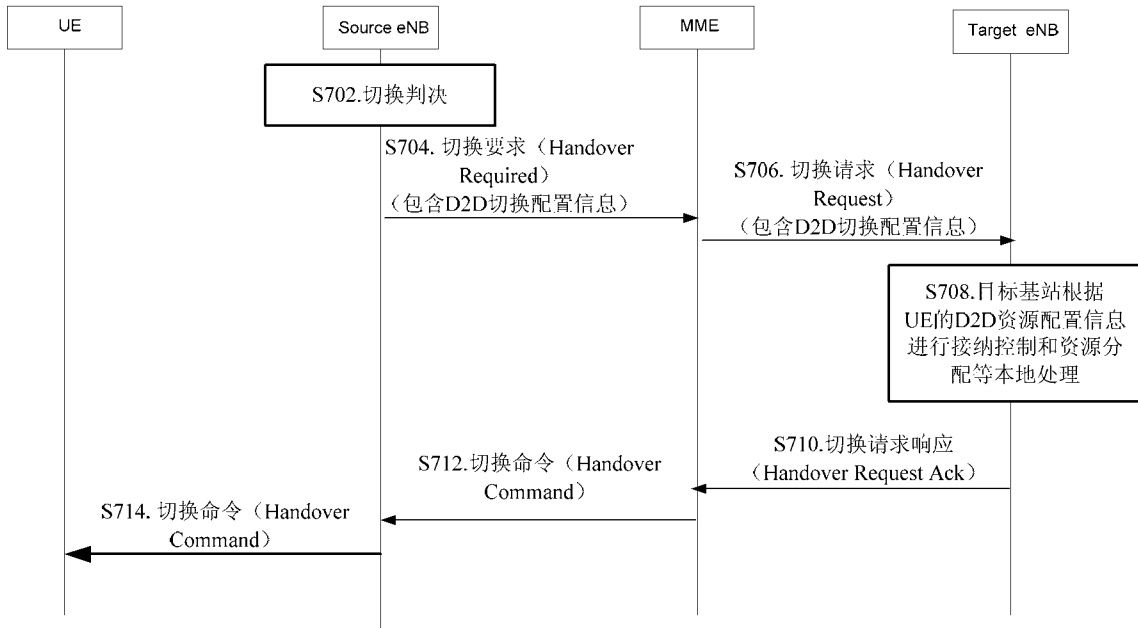 UE
Source eNB
MME
Target eNB
S702.切换判决
S704. 切换要求（Handover
Required）
（包含D2D切换配置信息）
S706. 切换请求（Handover
Request）
（包含D2D切换配置信息）
S708.目标基站根据
UE的D2D资源配置信息
进行接纳控制和资源分
配等本地处理
S710.切换请求响应
（Handover Request Ack）
S712.切换命令（Handover
Command）
S714. 切换命令（Handover
Command）